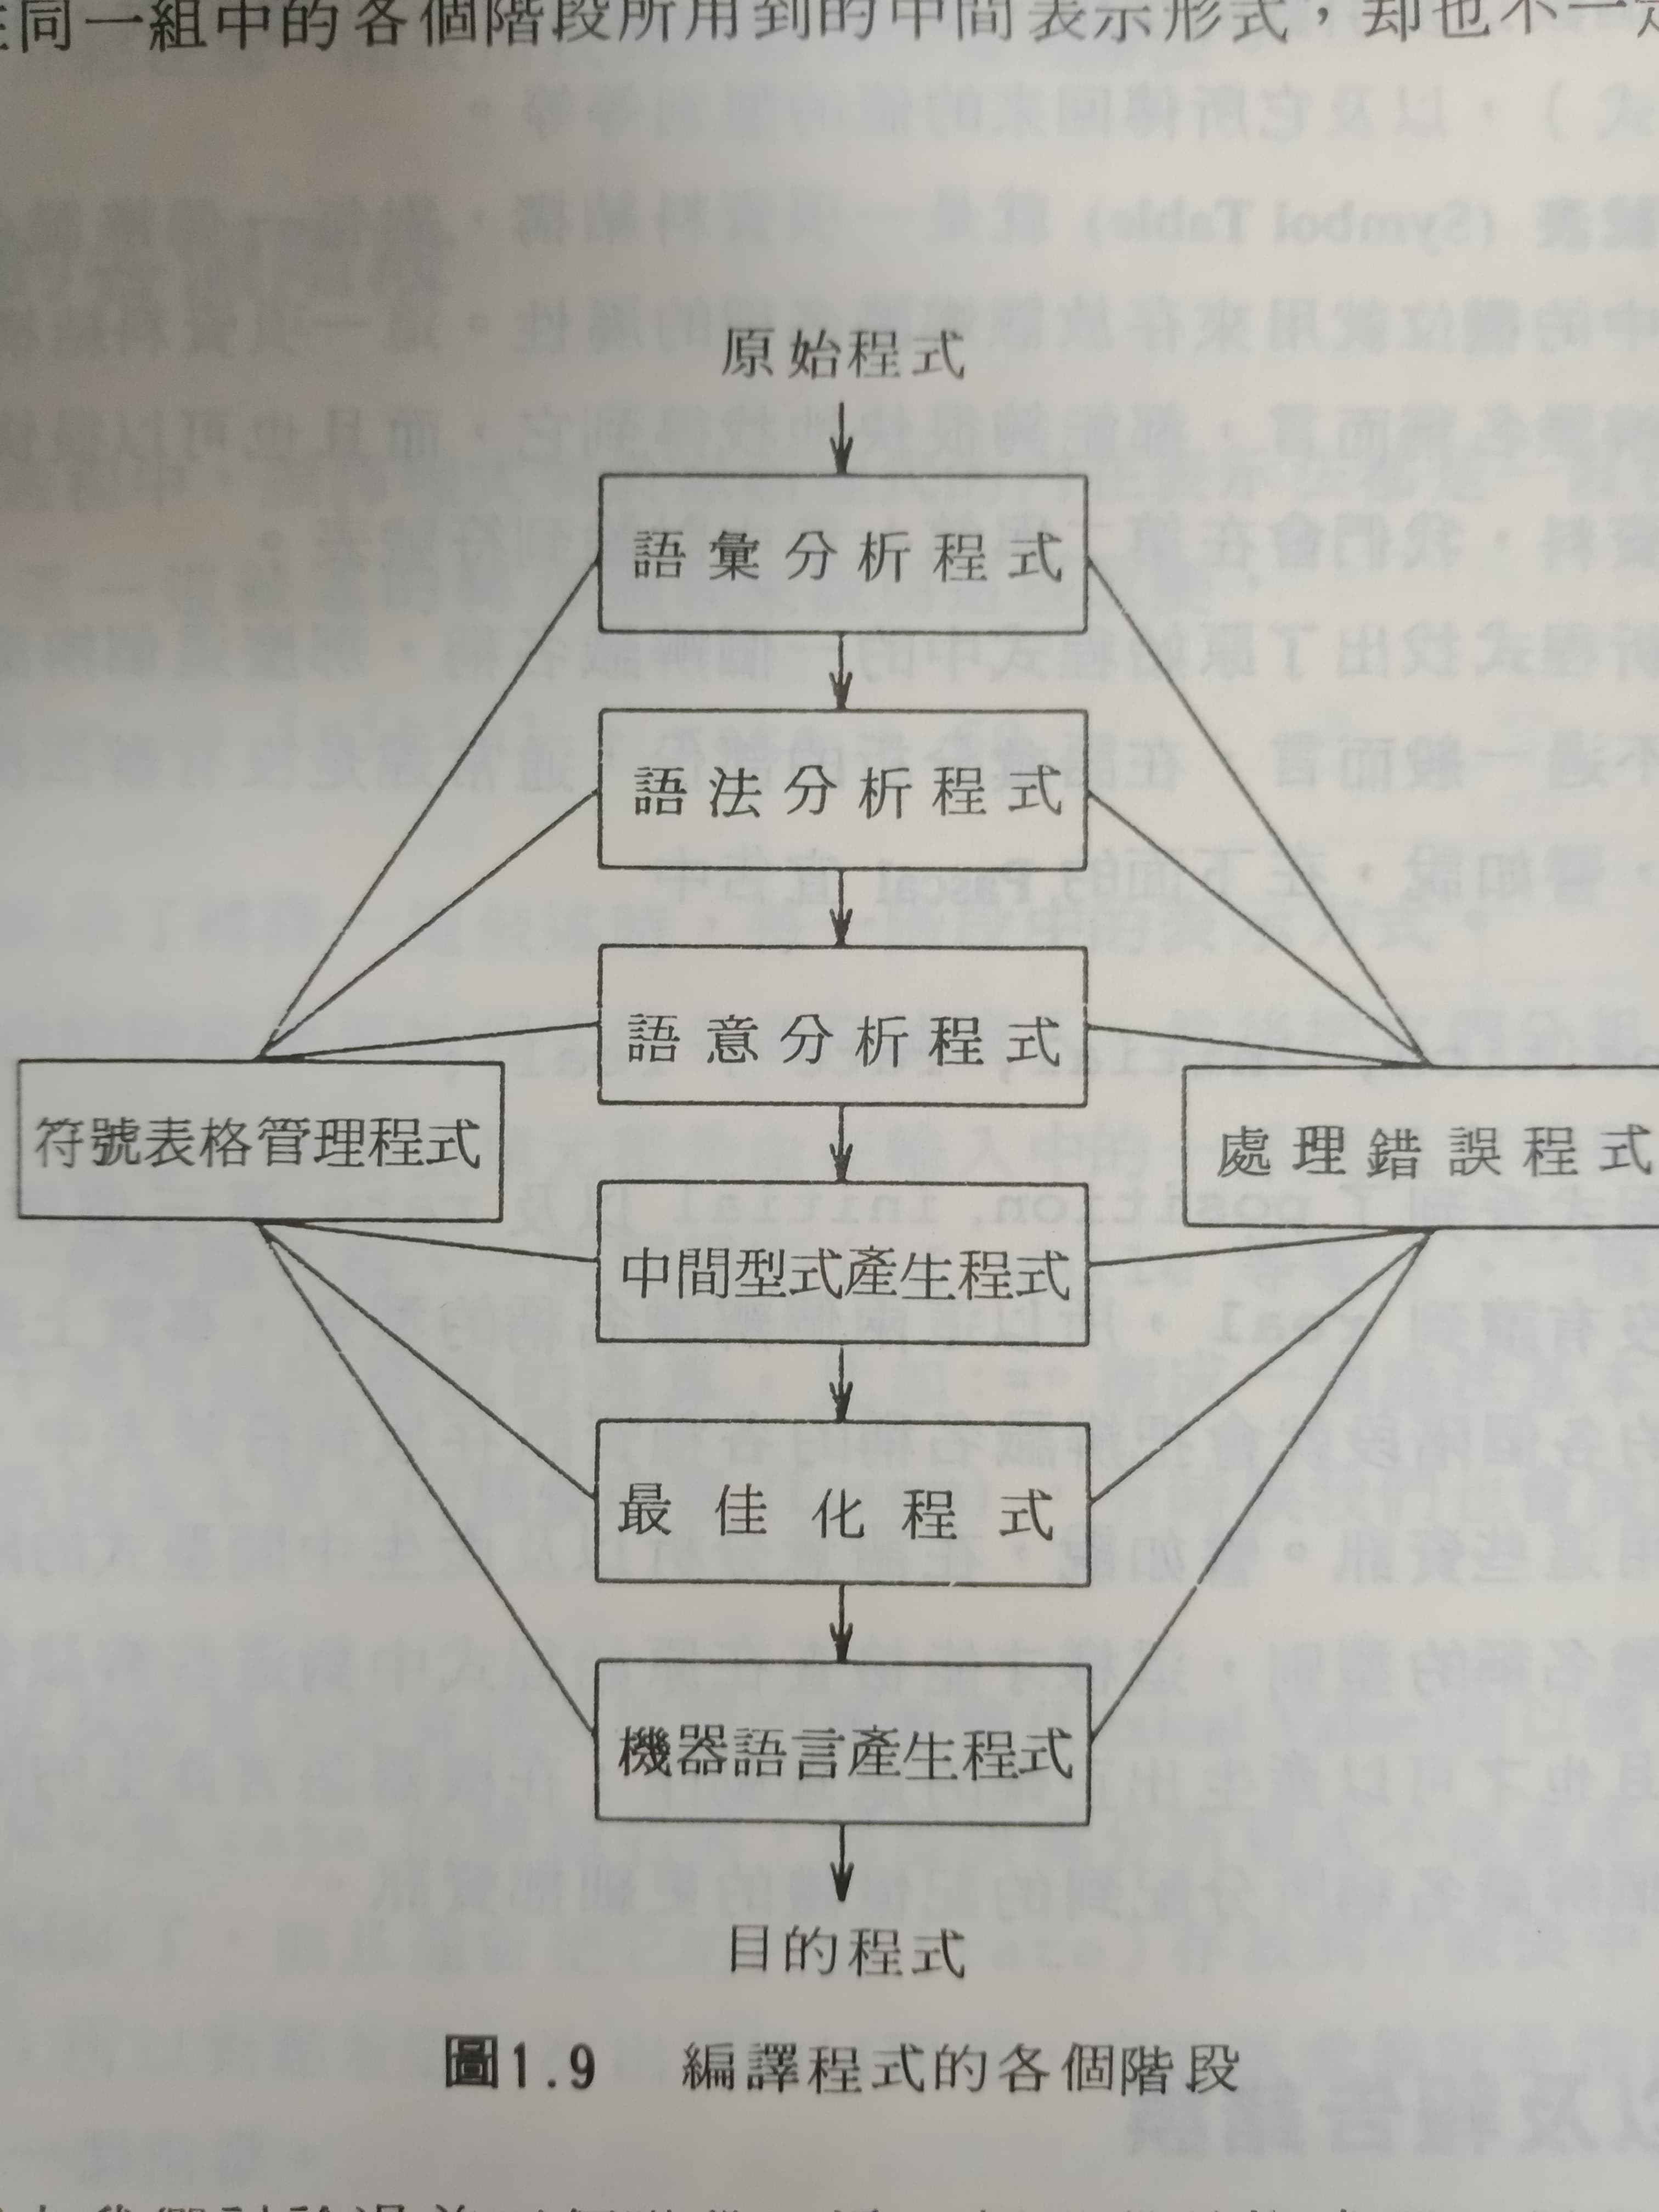 同一組中的各個階段所用到的中間表示形式，却也不一
原始程式
語彙分析程式
語法分析程式
語意分析程式
符號表格管理程式
處理錯誤程式
中間型式產生程式
最佳化程式
機器語言產生程式
目的程式
圖1.9 編譯程式的各個階段